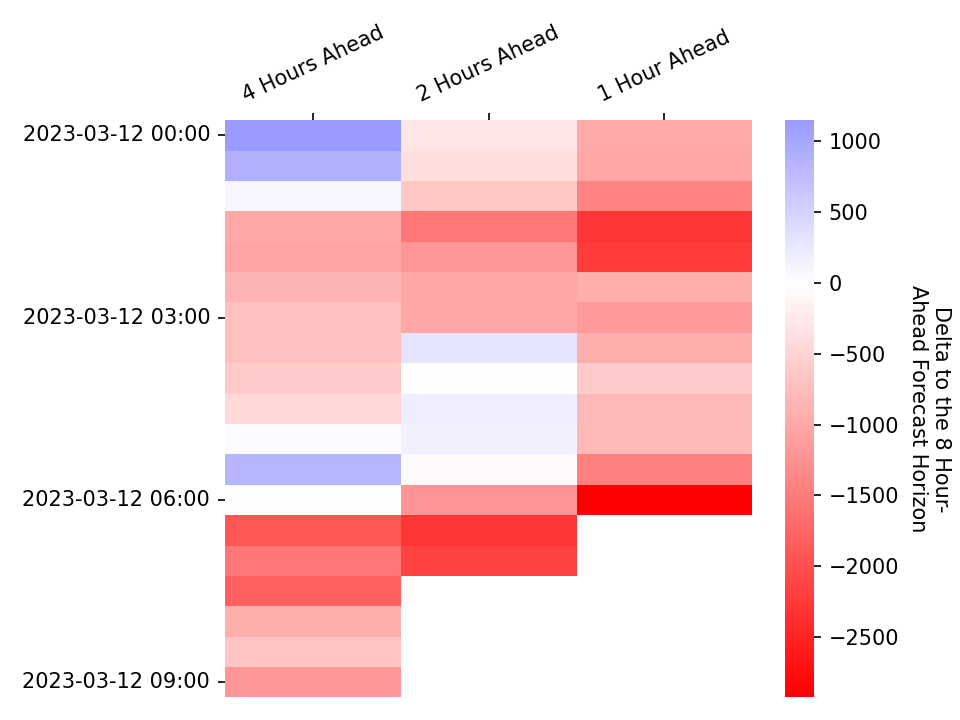 4 Hours Ahead
2 Hours Ahead
1 Hour Ahead
2023-03-12 00:00
2023-03-12 03:00
2023-03-12 06:00
2023-03-12 09:00
1000
500
0
−500
−1000
−1500
−2000
−2500
Delta to the 8 Hour-
Ahead Forecast Horizon